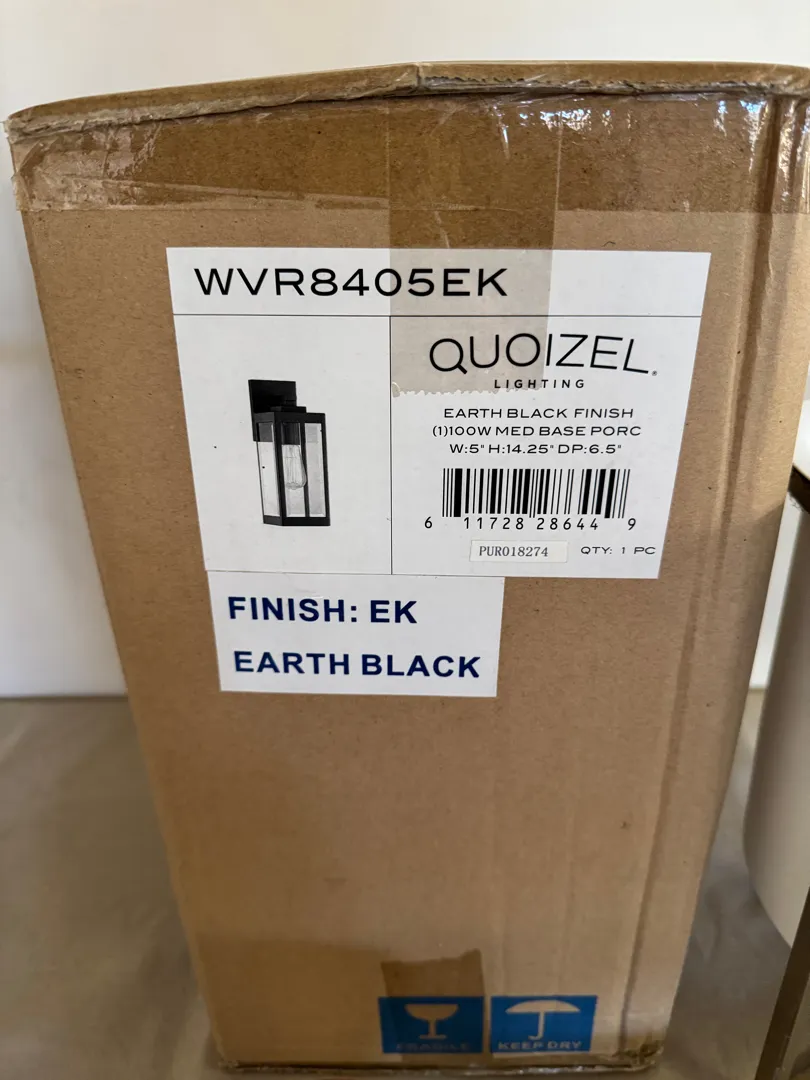 WVR8405EK
QUOIZEL®
LIGHTING
EARTH BLACK FINISH
(1)100W MED BASE PORC
W:5" H:14.25" DP:6.5"
6 11728 28644 9
PUR018274 QTY: 1 PC
FINISH: EK
EARTH BLACK
FRAGILE KEEP DRY